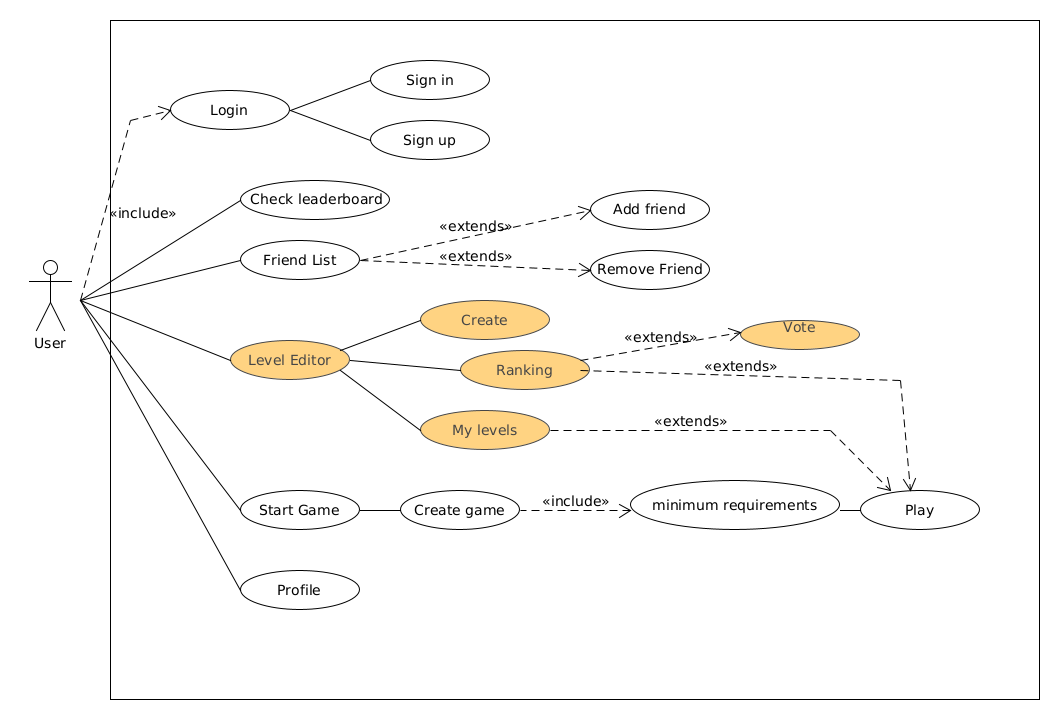 Sign in
Login
Sign up
Check leaderboard
«include»
Add friend
«extends»
Friend List
«extends»
Remove Friend
Create
Vote
«extends»
User
Level Editor
Ranking
«extends»
My levels
«extends»
Start Game
Create game
«include»
minimum requirements
Play
Profile